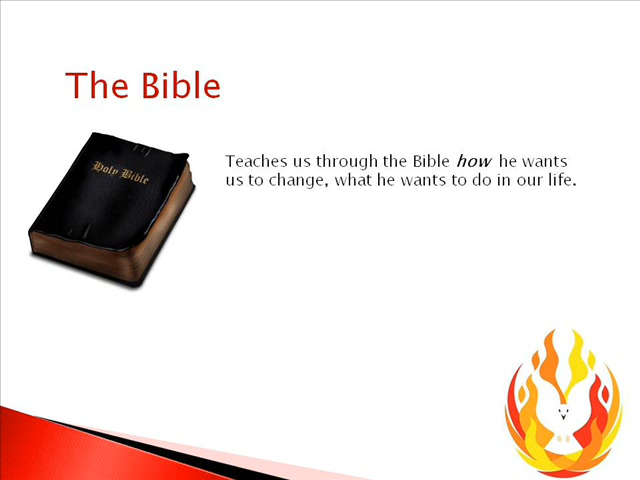 The Bible
Holy Bible
Teaches us through the Bible how he wants
us to change, what he wants to do in our life.